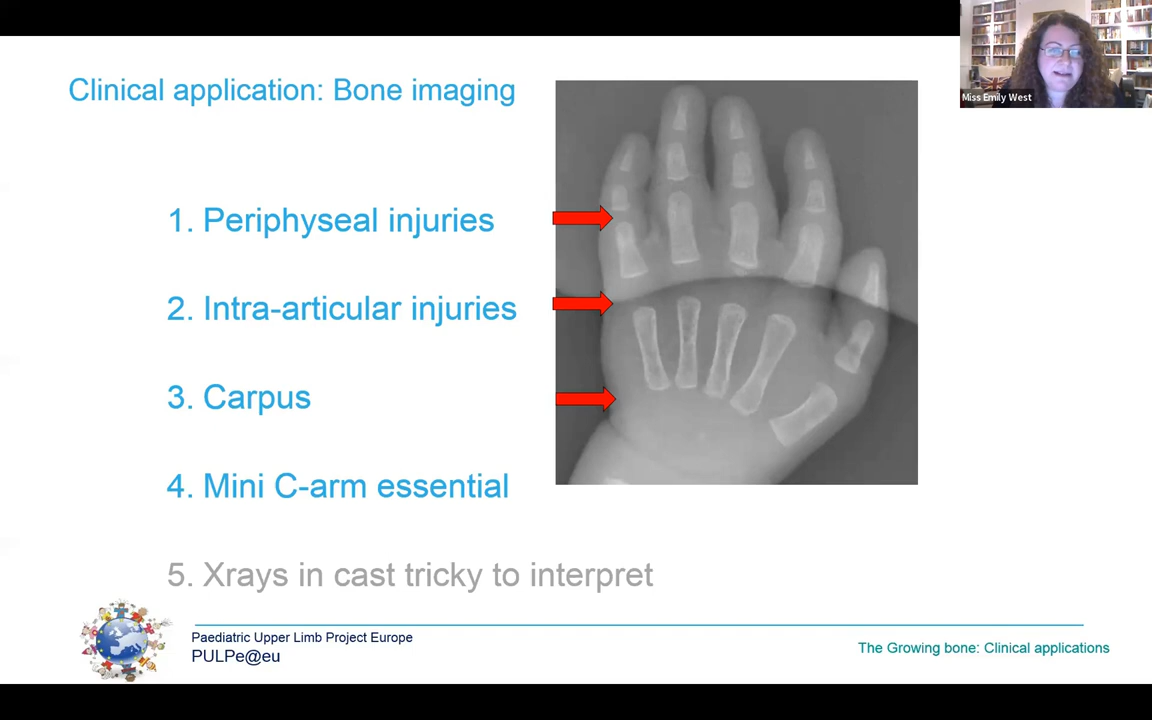 Clinical application: Bone imaging
Miss Emily West
1. Periphyseal injuries
2. Intra-articular injuries
3. Carpus
4. Mini C-arm essential
5. Xrays in cast tricky to interpret
Paediatric Upper Limb Project Europe
PULPe@eu
The Growing bone: Clinical applications